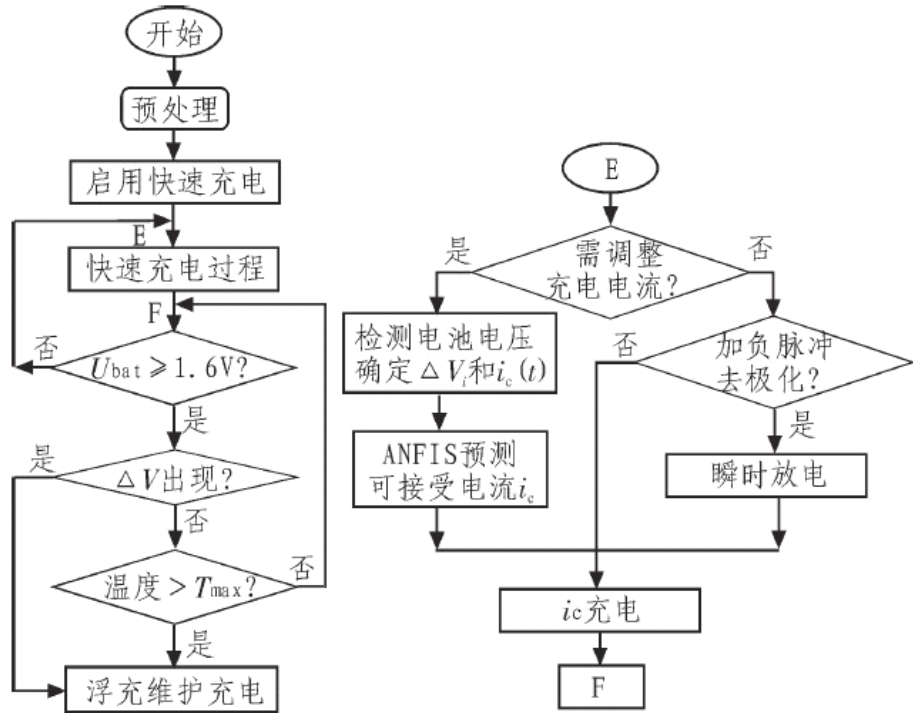 开始
预处理
启用快速充电
E
快速充电过程
F
否
Ubat≥1.6V?
是
是
△V出现?
否
温度>Tmax?
否
是
浮充维护充电
E
是
需调整
充电电流?
否
检测电池电压
确定△Vi和ic(t)
ANFIS预测
可接受电流ic
否
加负脉冲
去极化?
是
瞬时放电
ic充电
F